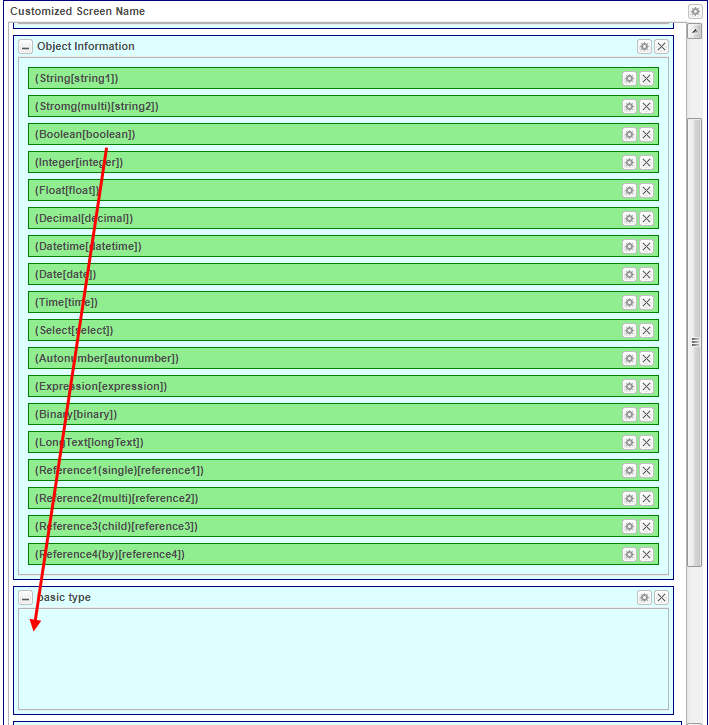 Customized Screen Name
Object Information
(String[string1])
(Stromg(multi)[string2])
(Boolean[boolean])
(Integer[integer])
(Float[float])
(Decimal[decimal])
(Datetime[datetime])
(Date[date])
(Time[time])
(Select[select])
(Autonumber[autonumber])
(Expression[expression])
(Binary[binary])
(LongText[longText])
(Reference1(single)[reference1])
(Reference2(multi)[reference2])
(Reference3(child)[reference3])
(Reference4(by)[reference4])
basic type